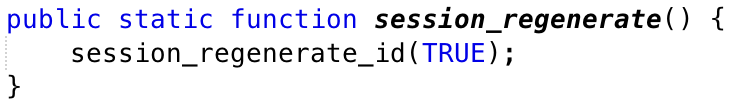 public static function session_regenerate() {
    session_regenerate_id(TRUE);
}